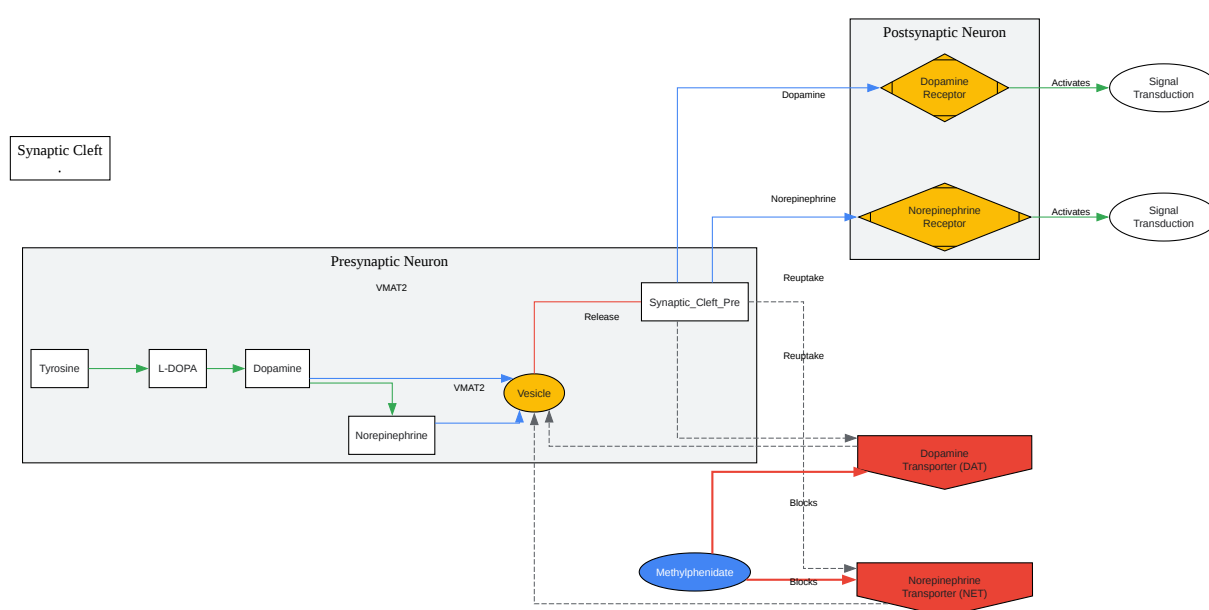 Postsynaptic Neuron
Dopamine
Receptor
Activates
Signal
Transduction
Dopamine
Synaptic Cleft
.
Norepinephrine
Norepinephrine
Receptor
Activates
Signal
Transduction
Presynaptic Neuron
VMAT2
Reuptake
Synaptic_Cleft_Pre
Release
Reuptake
Tyrosine
L-DOPA
Dopamine
VMAT2
Vesicle
Norepinephrine
Dopamine
Transporter (DAT)
Blocks
Methylphenidate
Blocks
Norepinephrine
Transporter (NET)